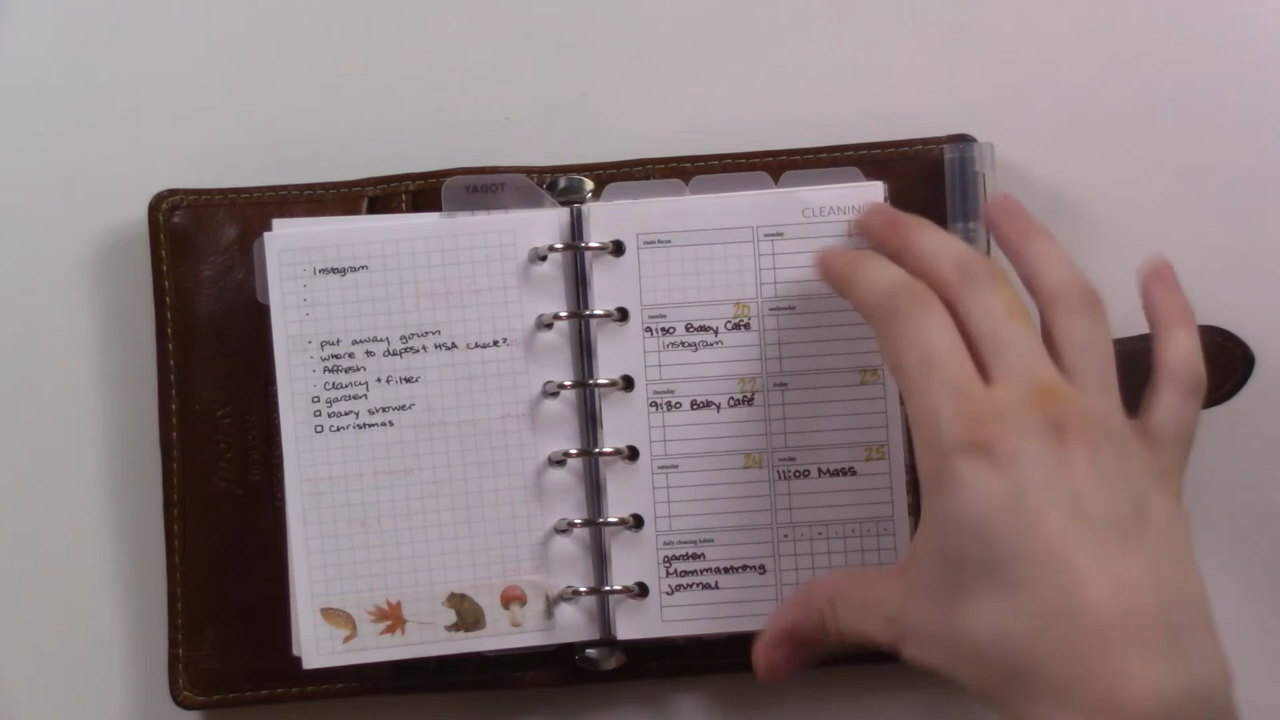 TODAY
· Instagram
·
·
·
· put away gown
· where to deposit HSA check?
· Affresh
· Clancy + filter
□ garden
□ baby shower
□ Christmas
CLEANING
main focus
tuesday 20
9:30 Baby Café
Instagram
wednesday
thursday 22
9:30 Baby Café
friday 23
saturday 24
sunday 25
11:00 Mass
daily cleaning habits
garden
Mommastrong
journal
m t w t f s s